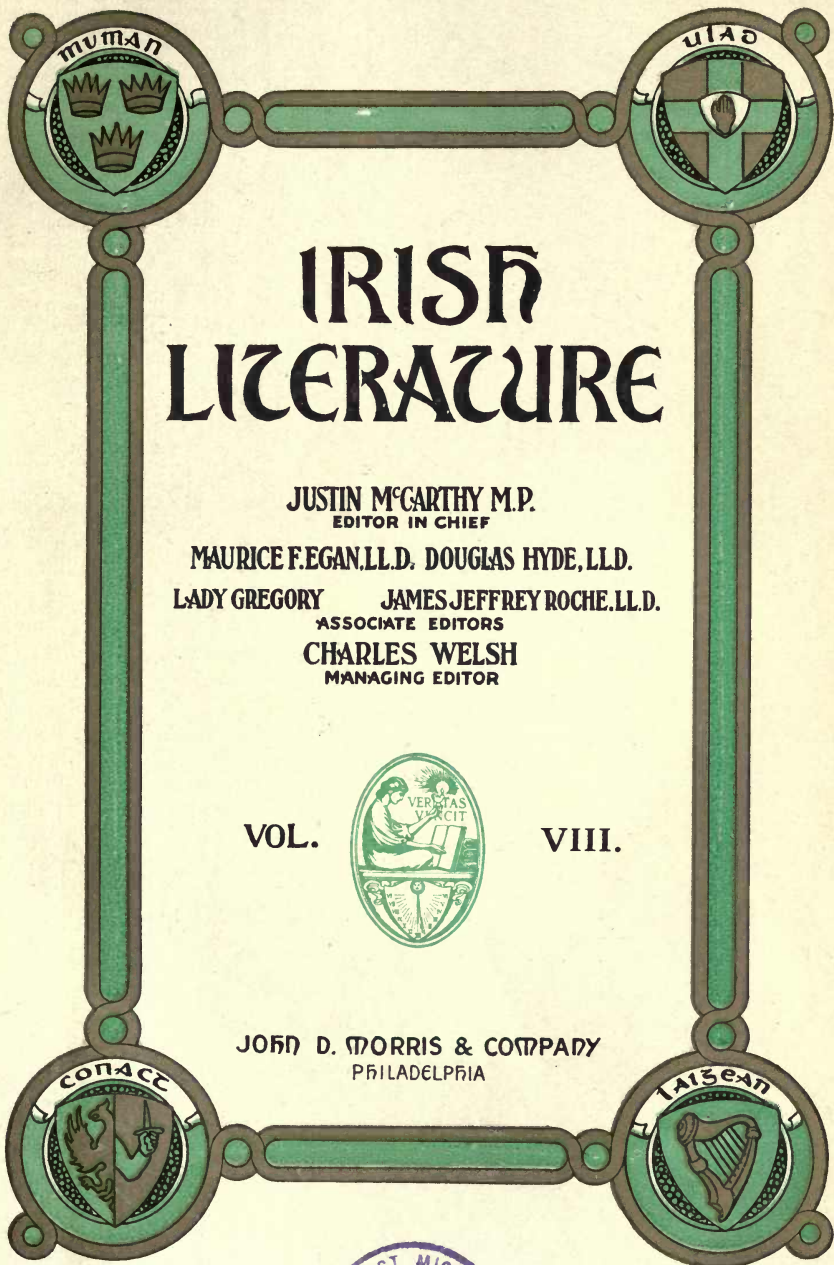 mumAn
ulAD
IRISH
LITERATURE
JUSTIN McCARTHY M.P.
EDITOR IN CHIEF
MAURICE F. EGAN, LL.D. DOUGLAS HYDE, LL.D.
LADY GREGORY JAMES JEFFREY ROCHE, LL.D.
ASSOCIATE EDITORS
CHARLES WELSH
MANAGING EDITOR
VERITAS
VINCIT
VOL. VIII.
JOHN D. MORRIS & COMPANY
PHILADELPHIA
conAct
lAigeAn